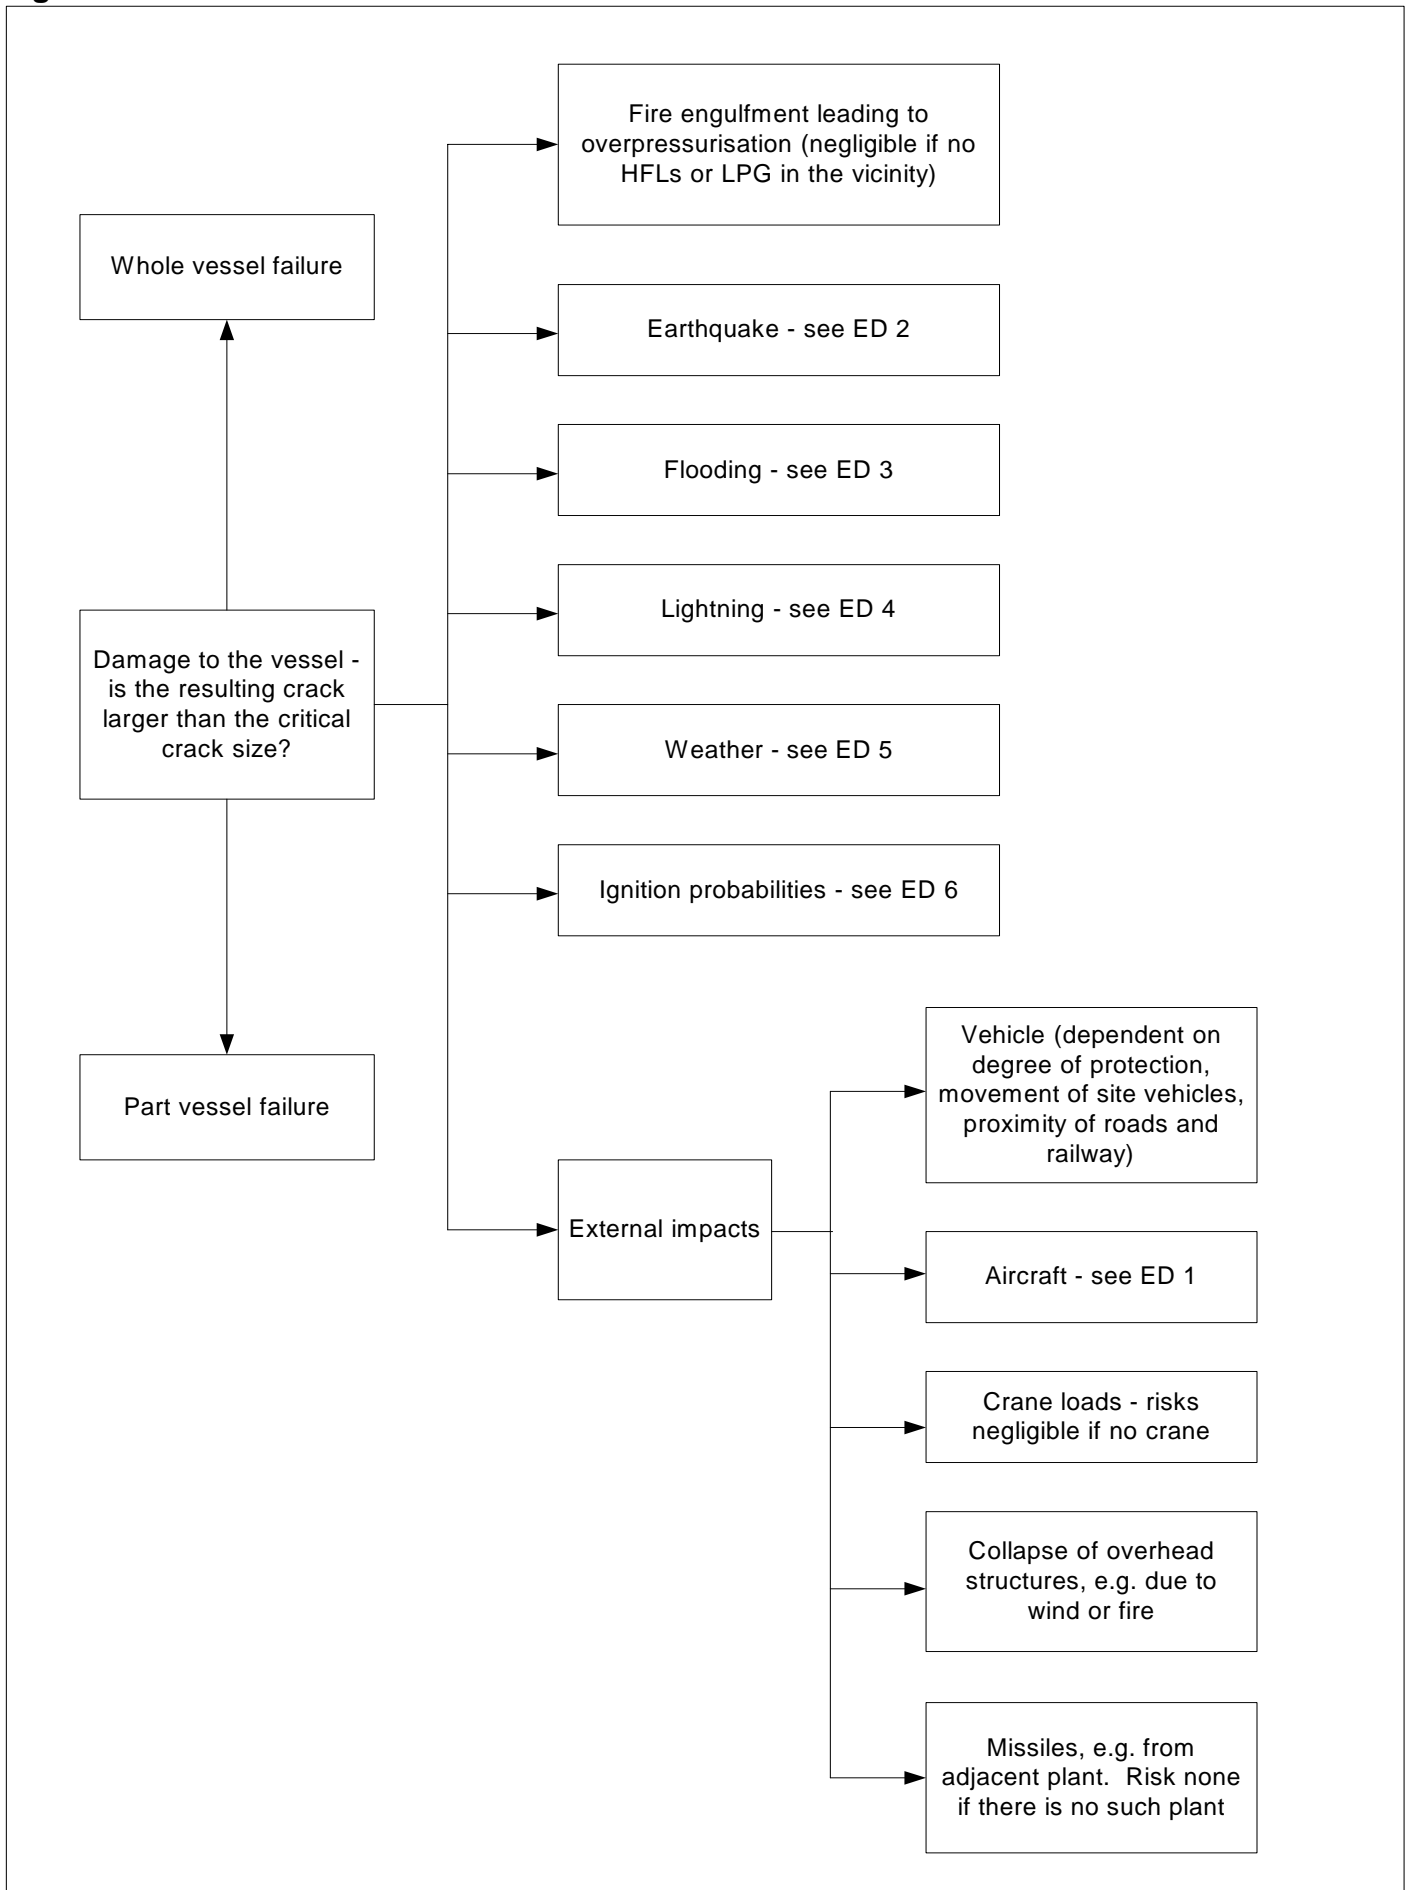 Fire engulfment leading to
overpressurisation (negligible if no
HFLs or LPG in the vicinity)
Whole vessel failure
Earthquake - see ED 2
Flooding - see ED 3
Lightning - see ED 4
Damage to the vessel -
is the resulting crack
larger than the critical
crack size?
Weather - see ED 5
Ignition probabilities - see ED 6
Vehicle (dependent on
degree of protection,
movement of site vehicles,
proximity of roads and
railway)
Part vessel failure
External impacts
Aircraft - see ED 1
Crane loads - risks
negligible if no crane
Collapse of overhead
structures, e.g. due to
wind or fire
Missiles, e.g. from
adjacent plant.  Risk none
if there is no such plant